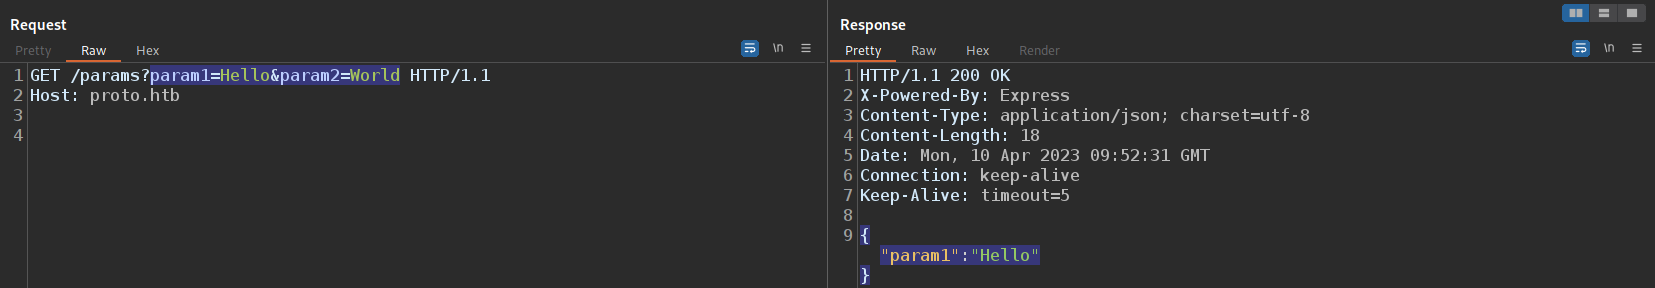 Request
Pretty Raw Hex \n
1 GET /params?param1=Hello&param2=World HTTP/1.1
2 Host: proto.htb
3
4
Response
Pretty Raw Hex Render \n
1 HTTP/1.1 200 OK
2 X-Powered-By: Express
3 Content-Type: application/json; charset=utf-8
4 Content-Length: 18
5 Date: Mon, 10 Apr 2023 09:52:31 GMT
6 Connection: keep-alive
7 Keep-Alive: timeout=5
8
9 {
"param1":"Hello"
}